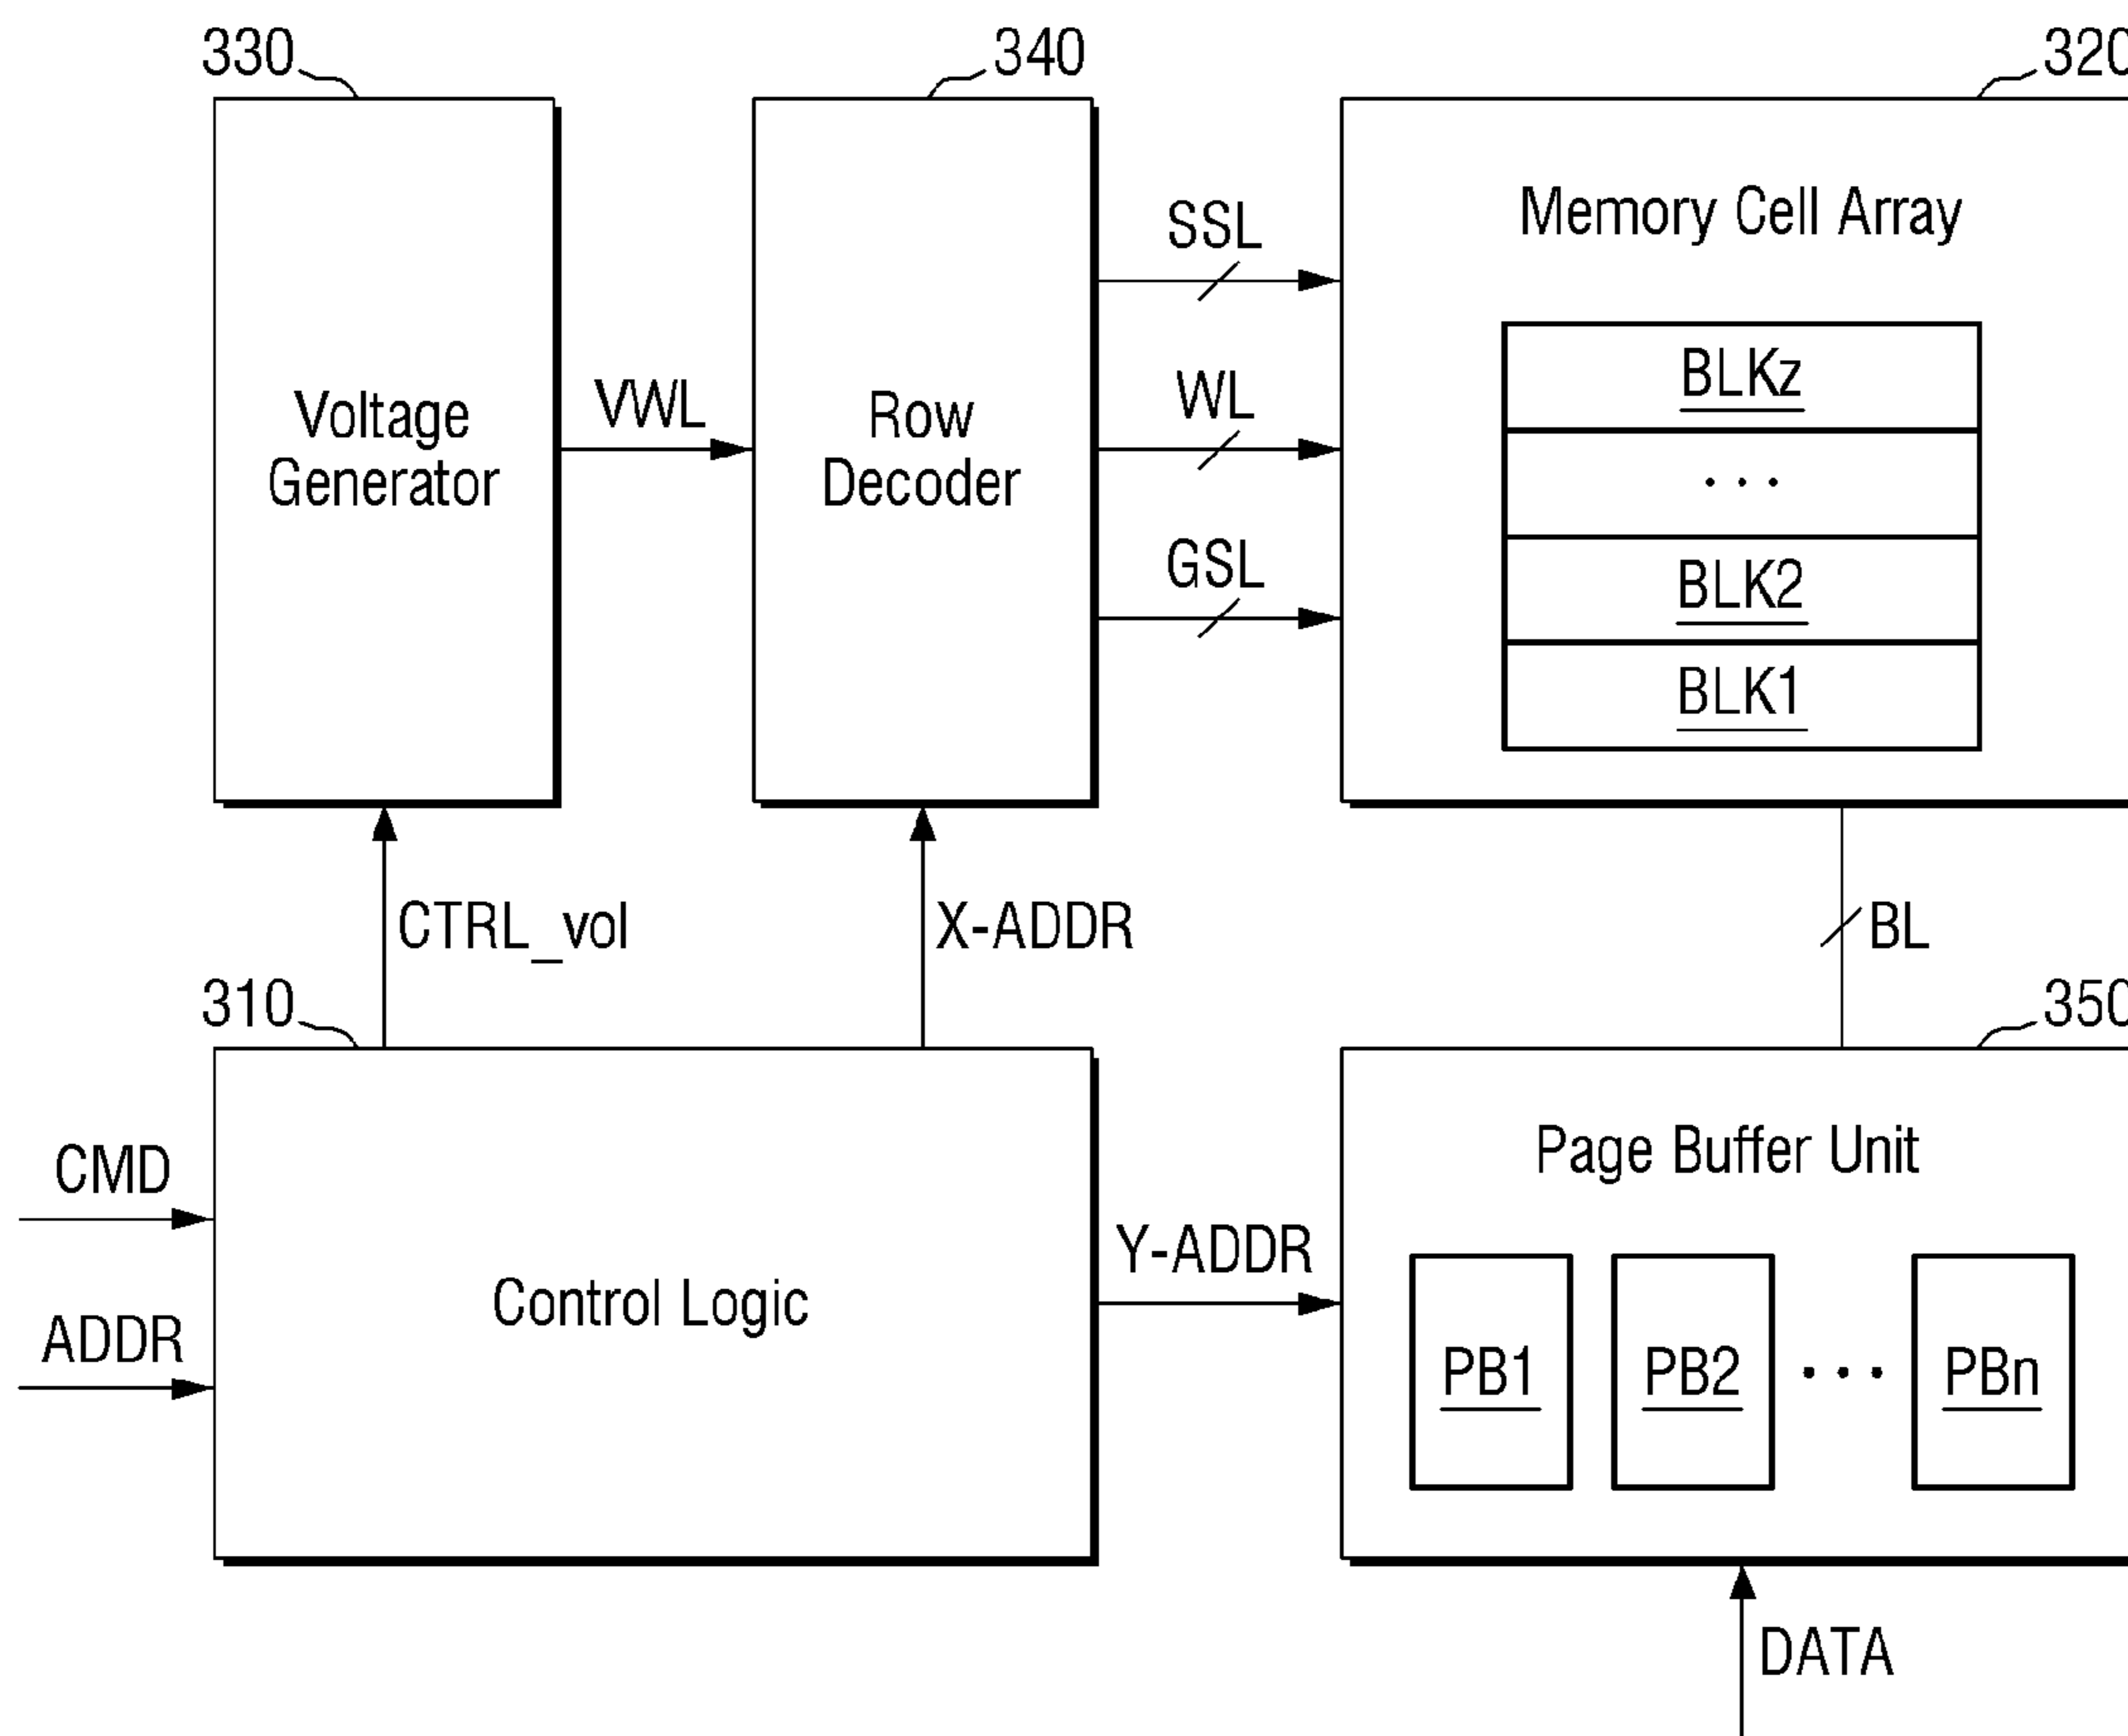 330
340
320
Voltage
Generator
VWL
Row
Decoder
SSL
WL
GSL
Memory Cell Array
BLKz
...
BLK2
BLK1
CTRL_vol
X-ADDR
BL
310
350
CMD
ADDR
Control Logic
Y-ADDR
Page Buffer Unit
PB1
PB2
...
PBn
DATA